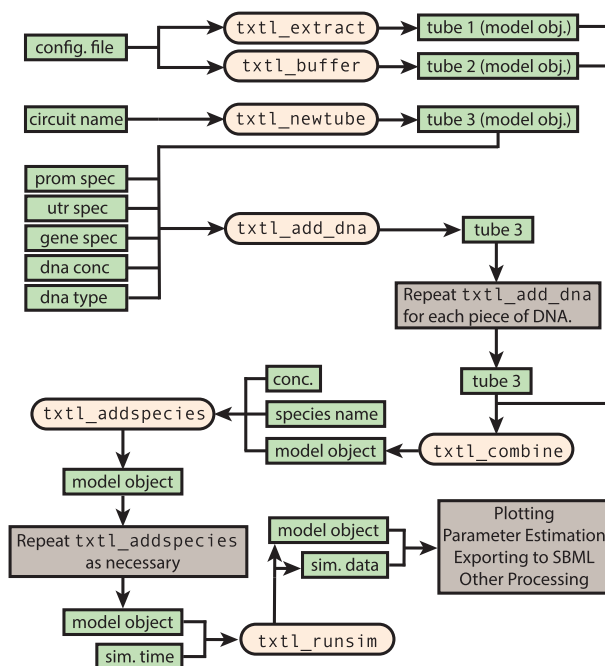 config. file
txtl_extract
tube 1 (model obj.)
txtl_buffer
tube 2 (model obj.)
circuit name
txtl_newtube
tube 3 (model obj.)
prom spec
utr spec
gene spec
dna conc
dna type
txtl_add_dna
tube 3
Repeat txtl_add_dna
for each piece of DNA.
tube 3
txtl_combine
conc.
species name
model object
txtl_addspecies
model object
Repeat txtl_addspecies
as necessary
model object
sim. time
txtl_runsim
model object
sim. data
Plotting
Parameter Estimation
Exporting to SBML
Other Processing